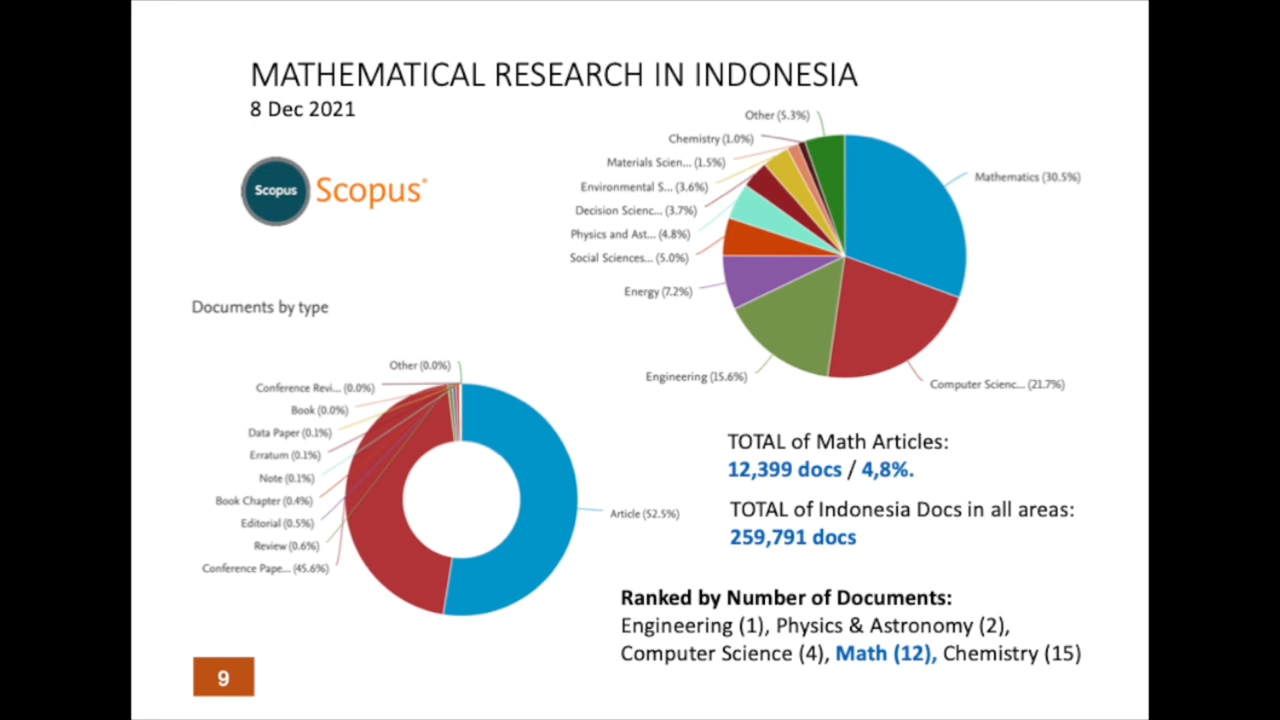 MATHEMATICAL RESEARCH IN INDONESIA
8 Dec 2021
Scopus
Scopus®
Other (5.3%)
Chemistry (1.0%)
Materials Scien... (1.5%)
Environmental S... (3.6%)
Decision Scienc... (3.7%)
Physics and Ast... (4.8%)
Social Sciences... (5.0%)
Energy (7.2%)
Engineering (15.6%)
Mathematics (30.5%)
Computer Scienc... (21.7%)
Documents by type
Other (0.0%)
Conference Revi... (0.0%)
Book (0.0%)
Data Paper (0.1%)
Erratum (0.1%)
Note (0.1%)
Book Chapter (0.4%)
Editorial (0.5%)
Review (0.6%)
Conference Pape... (45.6%)
Article (52.5%)
TOTAL of Math Articles:
12,399 docs / 4,8%.
TOTAL of Indonesia Docs in all areas:
259,791 docs
Ranked by Number of Documents:
Engineering (1), Physics & Astronomy (2),
Computer Science (4), Math (12), Chemistry (15)
9